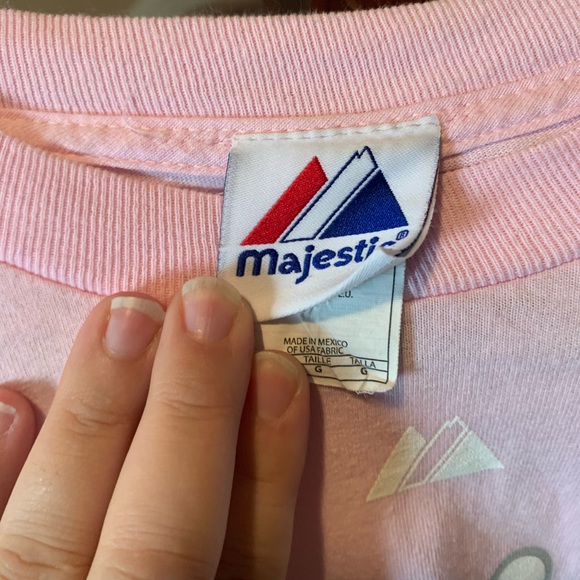 Majestic®
E.U.
MADE IN MEXICO
OF USA FABRIC
TAILLE TALLA
G G